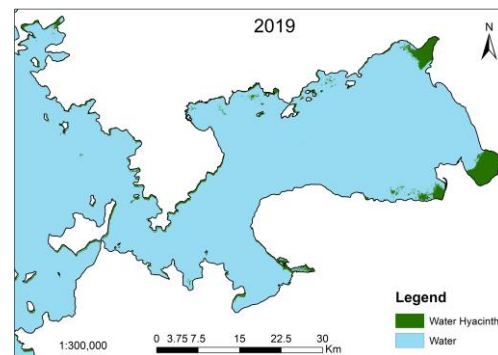 2019
N
Legend
Water Hyacinth
Water
1:300,000
0 3.75 7.5 15 22.5 30
Km